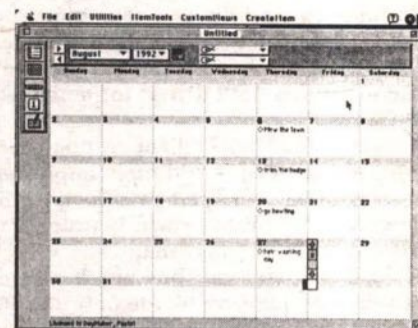 File Edit Utilities ItemTools CustomViews CreateItem
Untitled
August 1992
Sunday Monday Tuesday Wednesday Thursday Friday Saturday
1
2 3 4 5 6 7 8
Mow the lawn
9 10 11 12 13 14 15
trim the hedge
16 17 18 19 20 21 22
go bowling
23 24 25 26 27 29
day
30 31